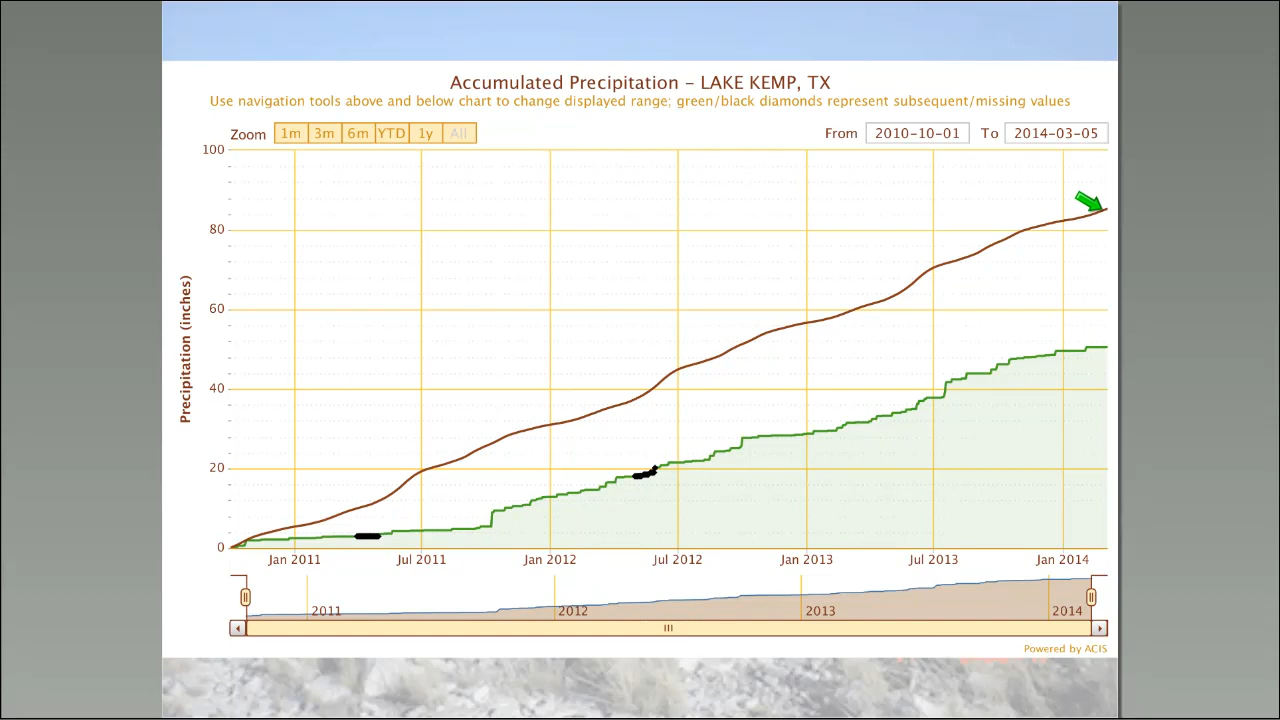 Accumulated Precipitation – LAKE KEMP, TX
Use navigation tools above and below chart to change displayed range; green/black diamonds represent subsequent/missing values
Zoom 1m 3m 6m YTD 1y All From 2010-10-01 To 2014-03-05
100
80
60
40
20
0
Precipitation (inches)
Jan 2011 Jul 2011 Jan 2012 Jul 2012 Jan 2013 Jul 2013 Jan 2014
2011 2012 2013 2014
Powered by ACIS